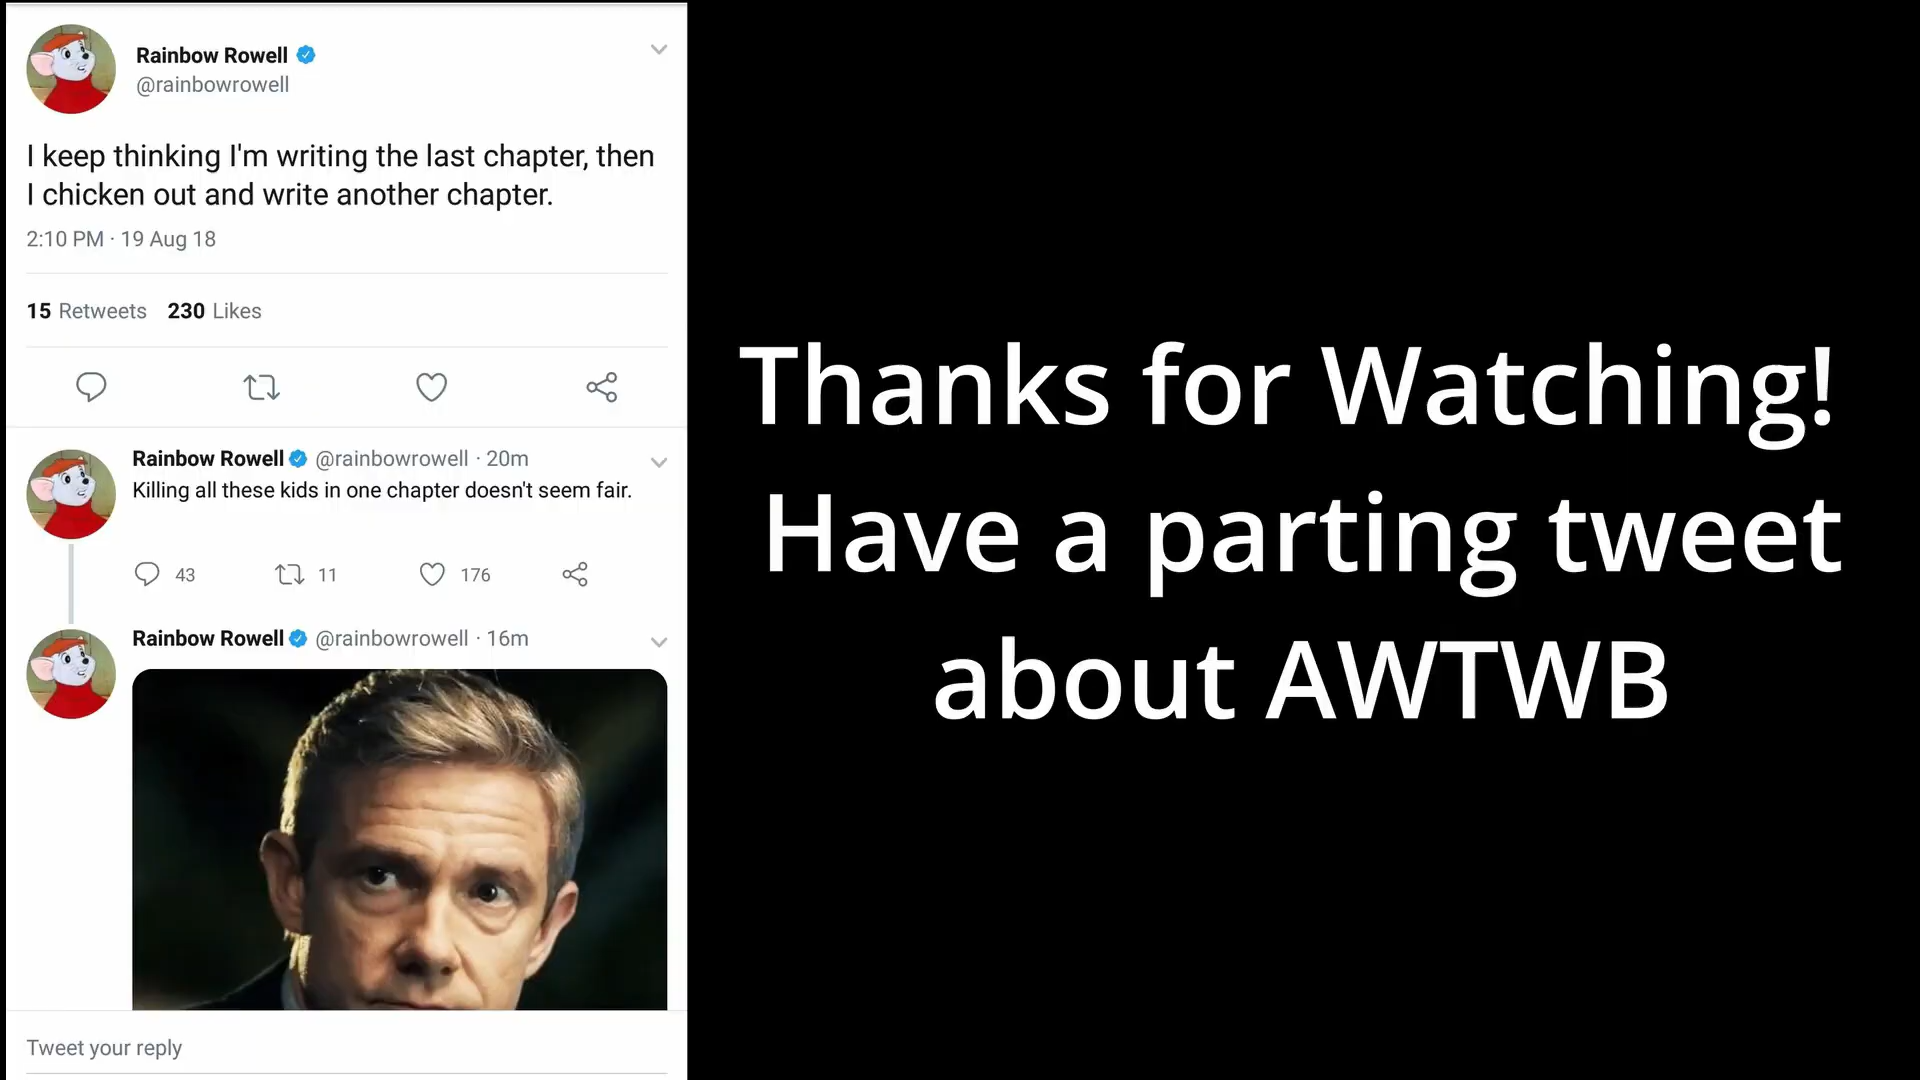 Rainbow Rowell
@rainbowrowell
I keep thinking I'm writing the last chapter, then
I chicken out and write another chapter.
2:10 PM · 19 Aug 18
15 Retweets 230 Likes
Rainbow Rowell @rainbowrowell · 20m
Killing all these kids in one chapter doesn't seem fair.
43 11 176
Rainbow Rowell @rainbowrowell · 16m
Tweet your reply
Thanks for Watching!
Have a parting tweet
about AWTWB